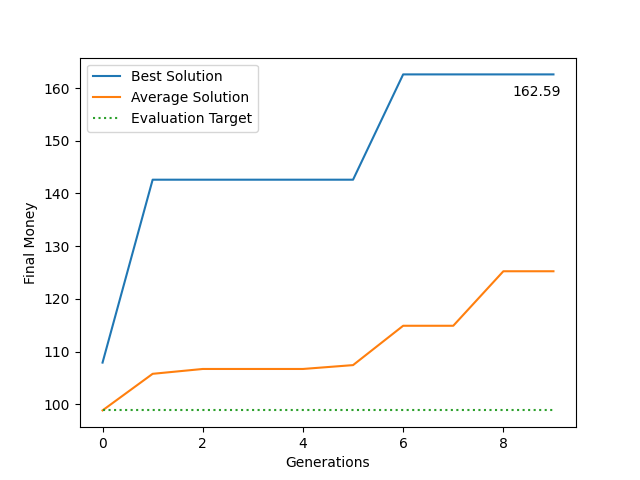 Best Solution
Average Solution
Evaluation Target
162.59
160
150
140
130
120
110
100
Final Money
0
2
4
6
8
Generations